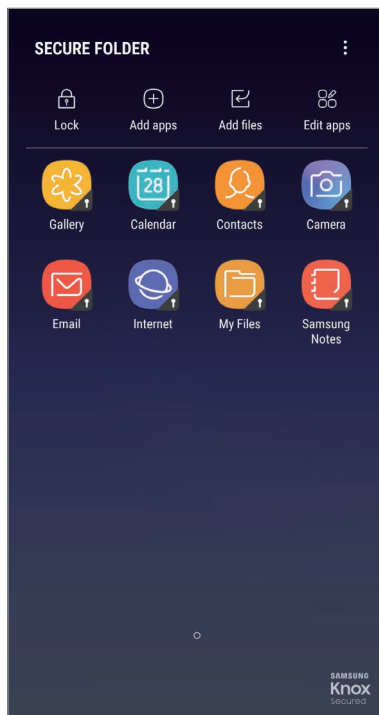 SECURE FOLDER
Lock Add apps Add files Edit apps
28
Gallery Calendar Contacts Camera
Email Internet My Files Samsung
Notes
SAMSUNG
Knox
Secured